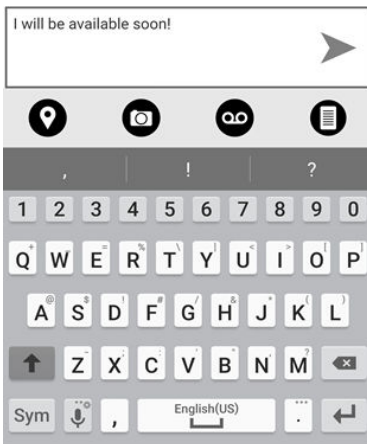 I will be available soon!
, ! ?
1 2 3 4 5 6 7 8 9 0
Q W E R T Y U I O P
A S D F G H J K L
Z X C V B N M
Sym , English(US) .